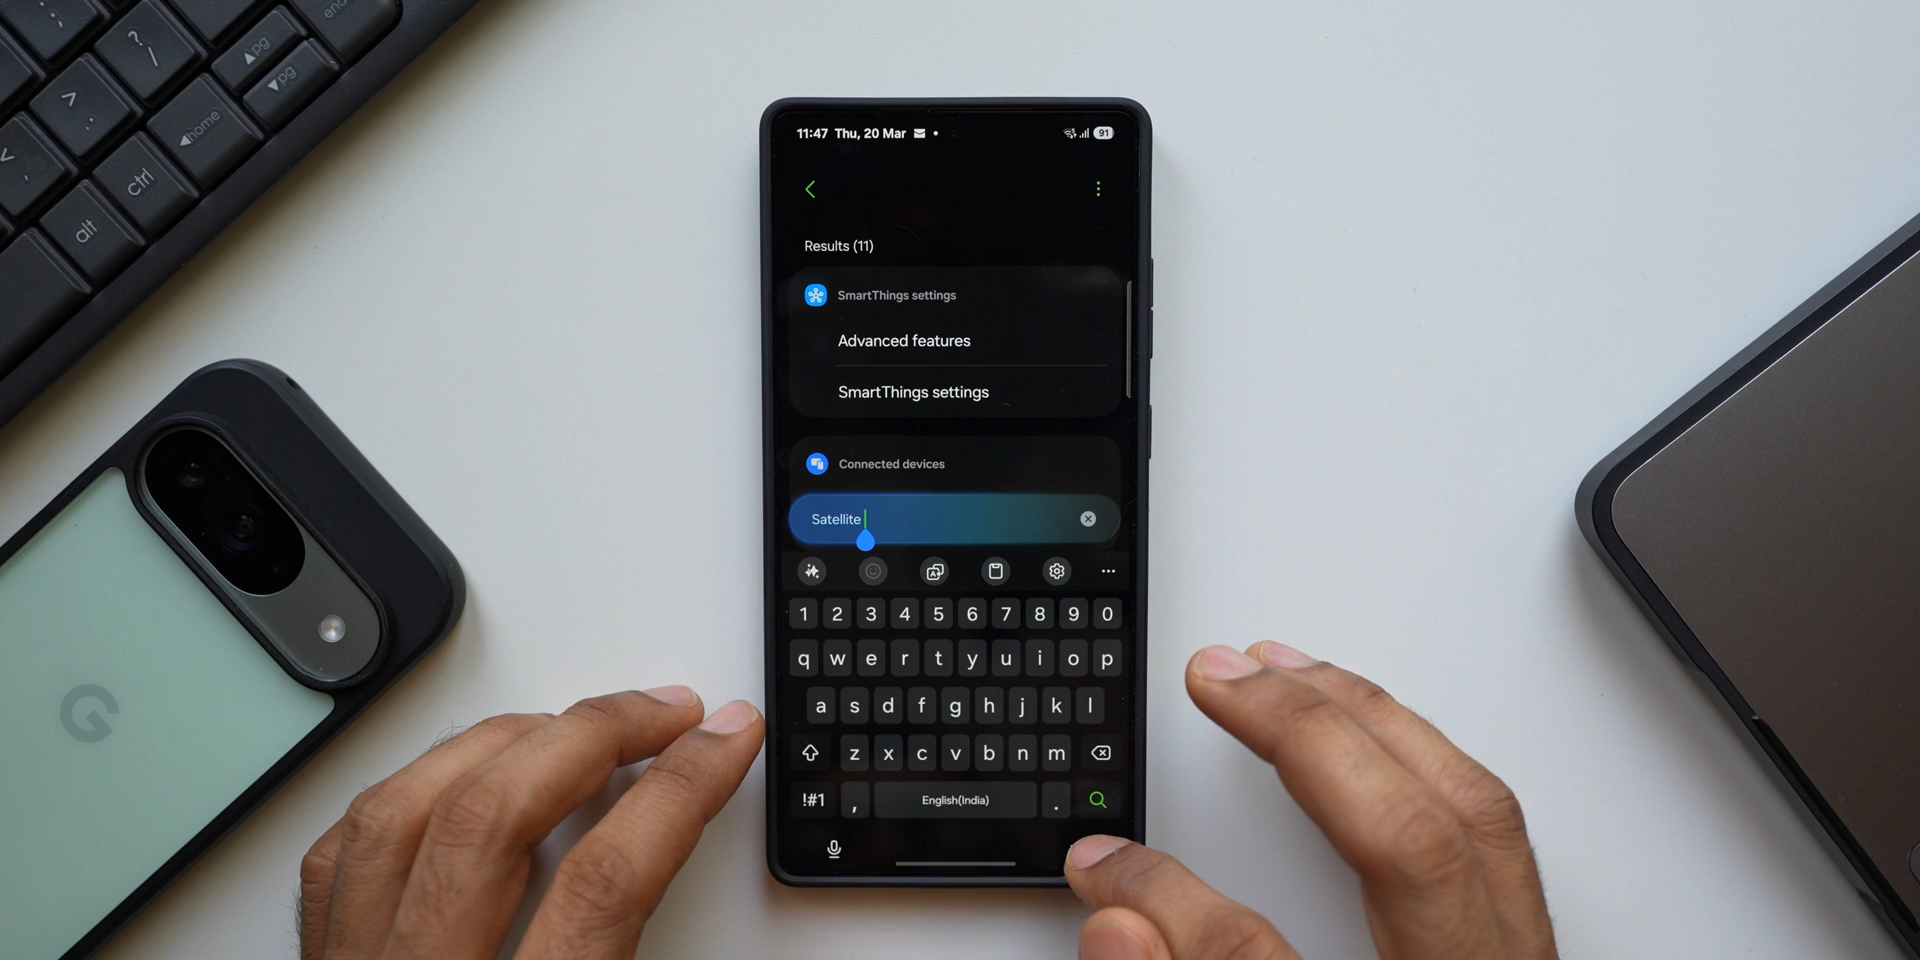 end
? /
▲pg
▼pg
>
.
◀home
<
,
ctrl
alt
G
11:47 Thu, 20 Mar
91
Results (11)
SmartThings settings
Advanced features
SmartThings settings
Connected devices
Satellite
1 2 3 4 5 6 7 8 9 0
q w e r t y u i o p
a s d f g h j k l
z x c v b n m
!#1 , English(India) .